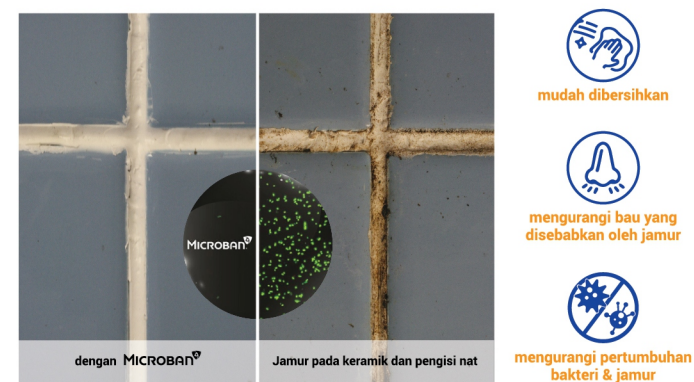 MICROBAN
dengan MICROBAN
Jamur pada keramik dan pengisi nat
mudah dibersihkan
mengurangi bau yang
disebabkan oleh jamur
mengurangi pertumbuhan
bakteri & jamur